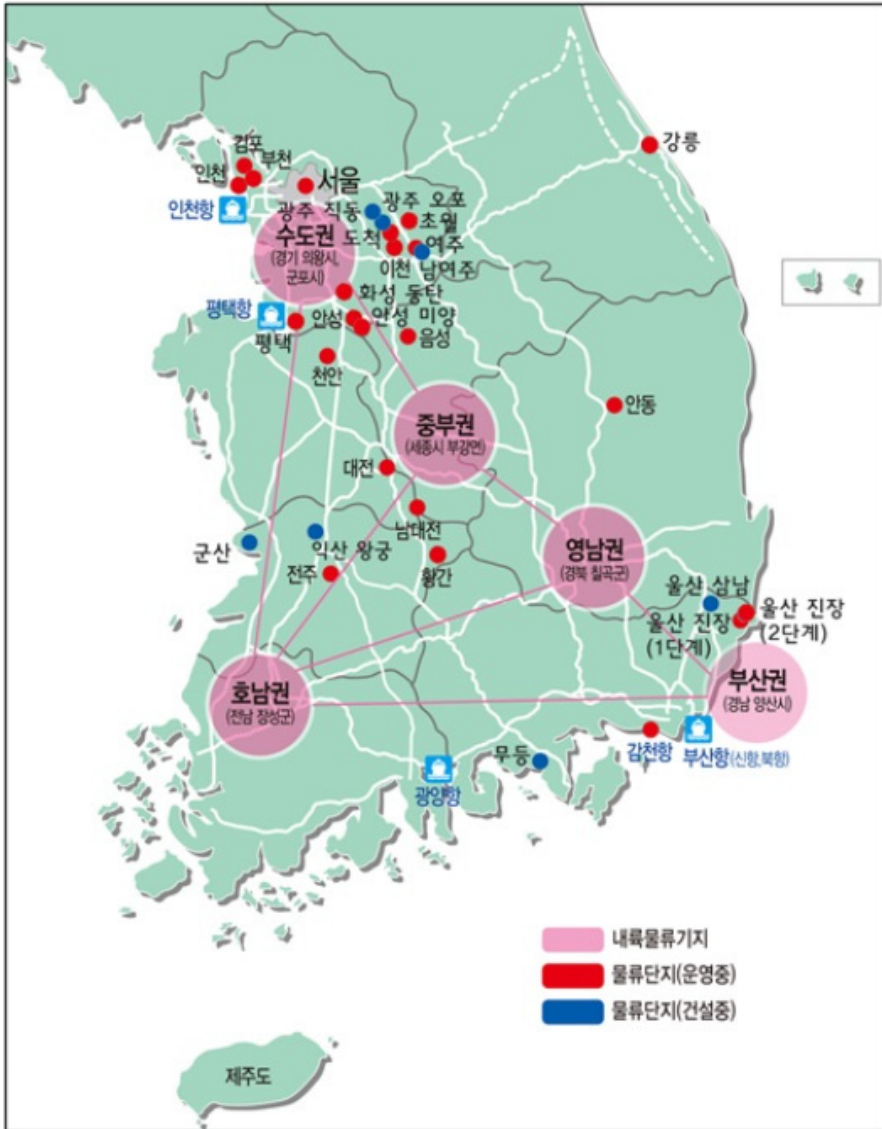 강릉
김포
부천
인천
서울
인천항
광주 오포
광주 직동
초월
수도권
도척
여주
(경기 의왕시,
군포시)
이천
남여주
화성 동탄
평택항
안성
안성 미양
평택
음성
천안
중부권
(세종시 부강면)
안동
대전
남대전
군산
익산 왕궁
황간
전주
영남권
(경북 칠곡군)
울산 삼남
울산 진장
(1단계)
울산 진장
(2단계)
호남권
(전남 장성군)
부산권
(경남 양산시)
무등
감천항
부산항(신항,북항)
광양항
내륙물류기지
물류단지(운영중)
물류단지(건설중)
제주도